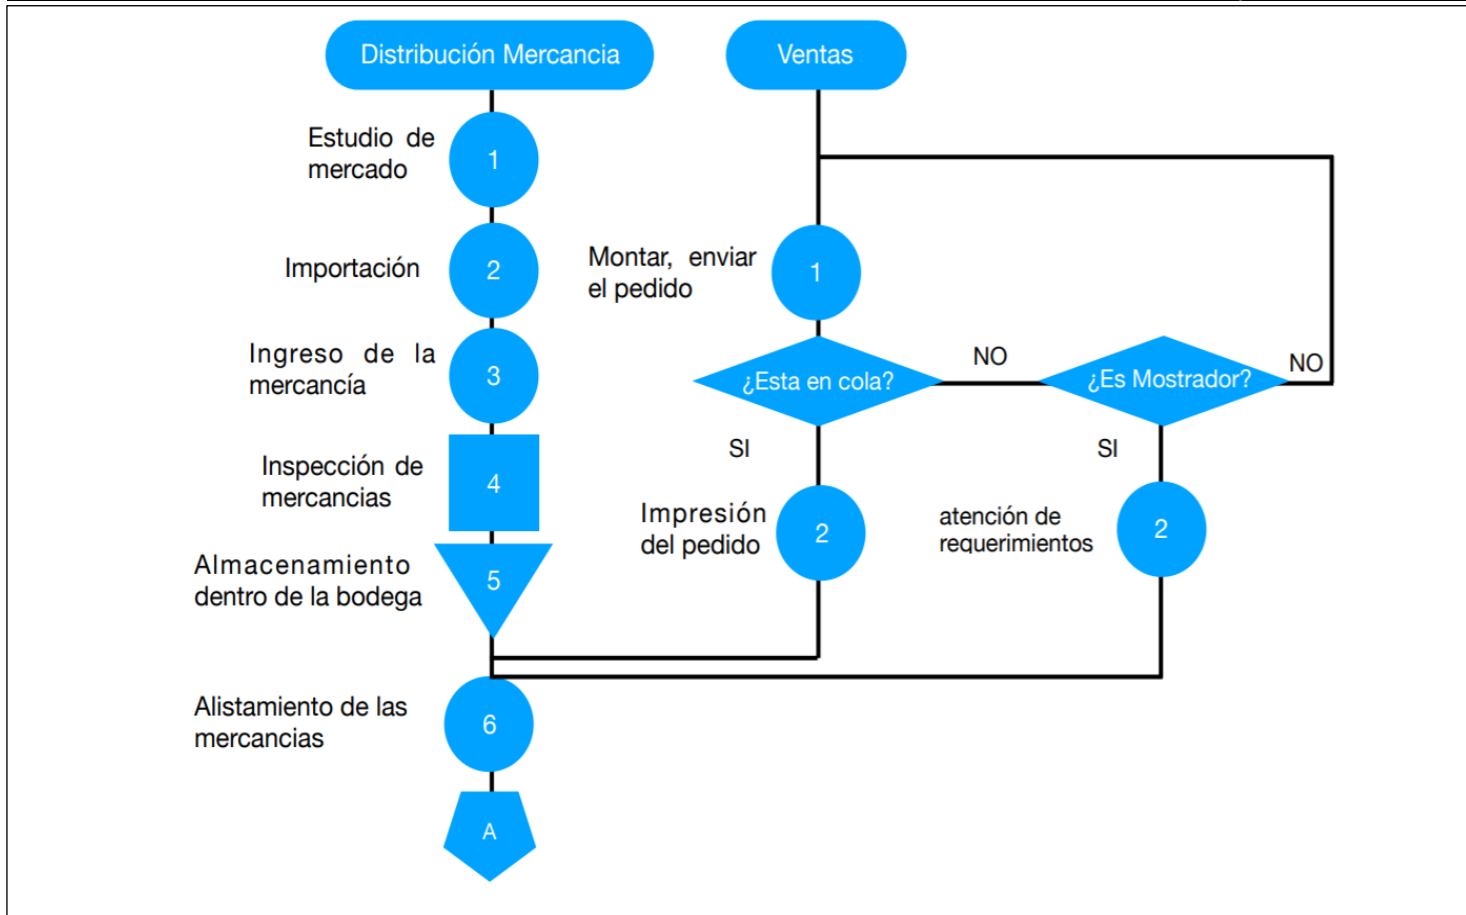 Distribución Mercancia
Ventas
Estudio de
mercado
1
Importación
2
Montar, enviar
el pedido
1
Ingreso de la
mercancía
3
¿Esta en cola?
NO
¿Es Mostrador?
NO
SI
SI
Inspección de
mercancias
4
Impresión
del pedido
2
atención de
requerimientos
2
Almacenamiento
dentro de la bodega
5
Alistamiento de las
mercancias
6
A